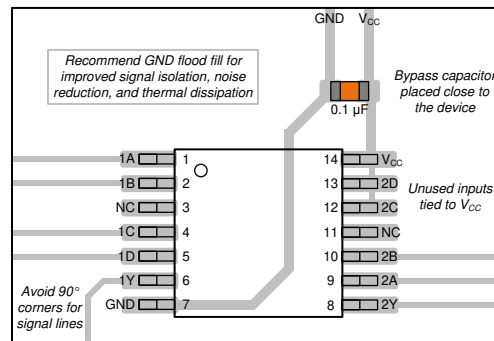 GND VCC
Recommend GND flood fill for
improved signal isolation, noise
reduction, and thermal dissipation
Bypass capacitor
placed close to
the device
0.1 µF
1A 1 14 VCC
1B 2 13 2D
NC 3 12 2C
1C 4 11 NC
1D 5 10 2B
1Y 6 9 2A
GND 7 8 2Y
Unused inputs
tied to VCC
Avoid 90°
corners for
signal lines